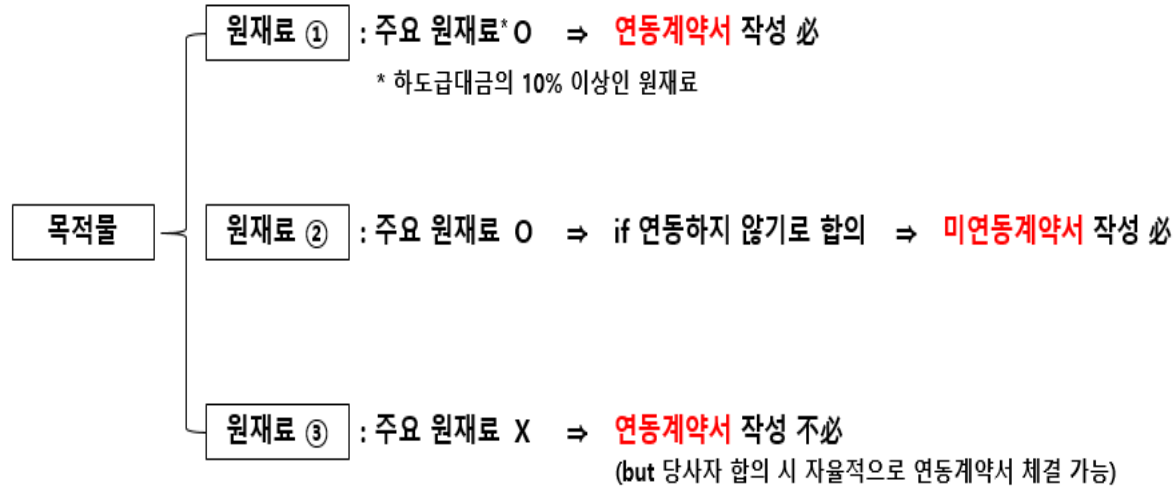 원재료 ① : 주요 원재료* O ⇒ 연동계약서 작성 必
* 하도급대금의 10% 이상인 원재료
목적물
원재료 ② : 주요 원재료 O ⇒ if 연동하지 않기로 합의 ⇒ 미연동계약서 작성 必
원재료 ③ : 주요 원재료 X ⇒ 연동계약서 작성 不必
(but 당사자 합의 시 자율적으로 연동계약서 체결 가능)